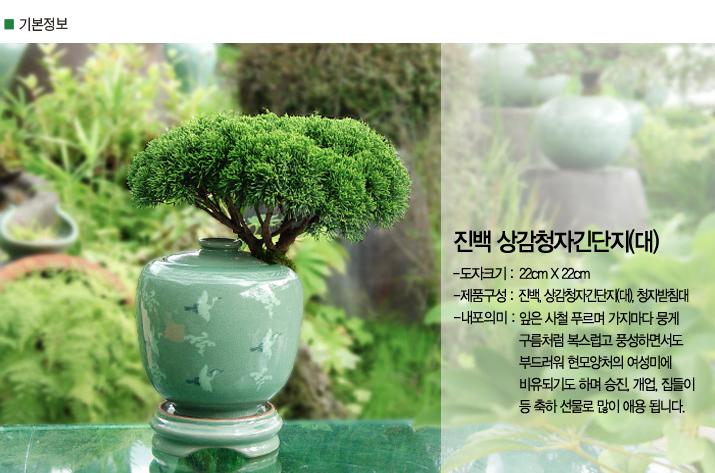 기본정보
진백 상감청자긴단지(대)
-도자크기 : 22cm X 22cm
-제품구성 : 진백, 상감청자긴단지(대), 청자받침대
-내포의미 : 잎은 사철 푸르며 가지마다 뭉게
구름처럼 복스럽고 풍성하면서도
부드러워 현모양처의 여성미에
비유되기도 하며 승진, 개업, 집들이
등 축하 선물로 많이 애용 됩니다.